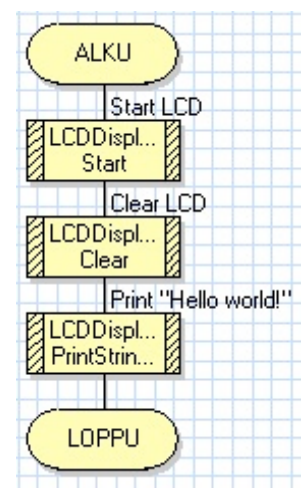 ALKU
Start LCD
LCDDispl...
Start
Clear LCD
LCDDispl...
Clear
Print "Hello world!"
LCDDispl...
PrintStrin...
LOPPU